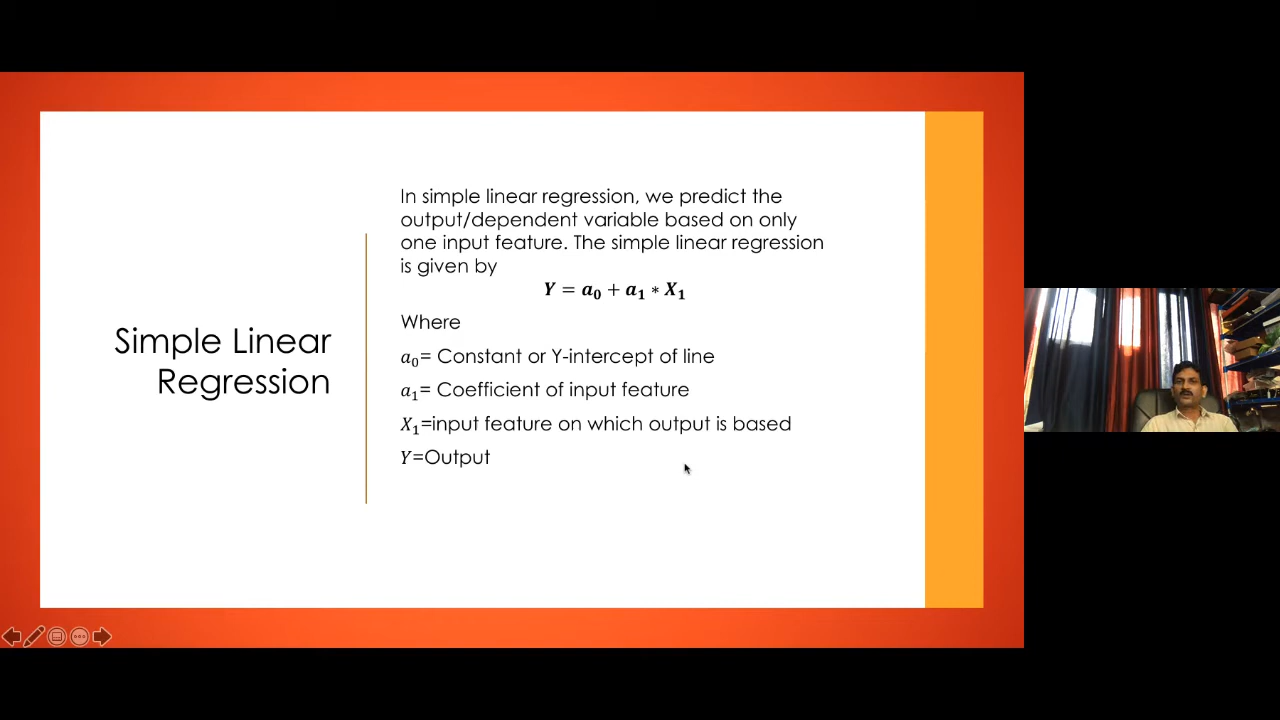 Simple Linear
Regression
In simple linear regression, we predict the
output/dependent variable based on only
one input feature. The simple linear regression
is given by
Y = a₀ + a₁ ∗ X₁
Where
a₀= Constant or Y-intercept of line
a₁= Coefficient of input feature
X₁=input feature on which output is based
Y=Output